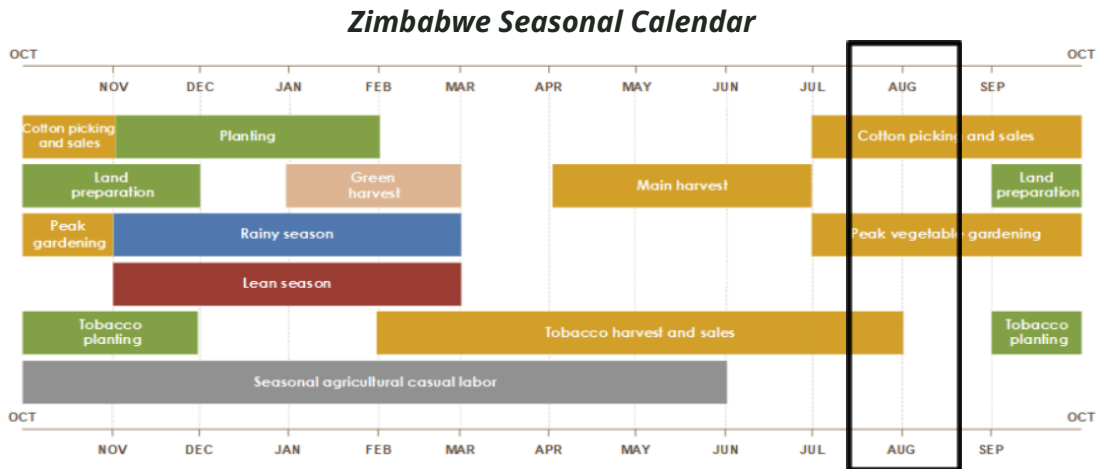 Zimbabwe Seasonal Calendar
OCT
OCT
NOV DEC JAN FEB MAR APR MAY JUN JUL AUG SEP
Cotton picking
and sales
Planting
Cotton picking and sales
Land
preparation
Green
harvest
Main harvest
Land
preparation
Peak
gardening
Rainy season
Peak vegetable gardening
Lean season
Tobacco
planting
Tobacco harvest and sales
Tobacco
planting
Seasonal agricultural casual labor
OCT
OCT
NOV DEC JAN FEB MAR APR MAY JUN JUL AUG SEP